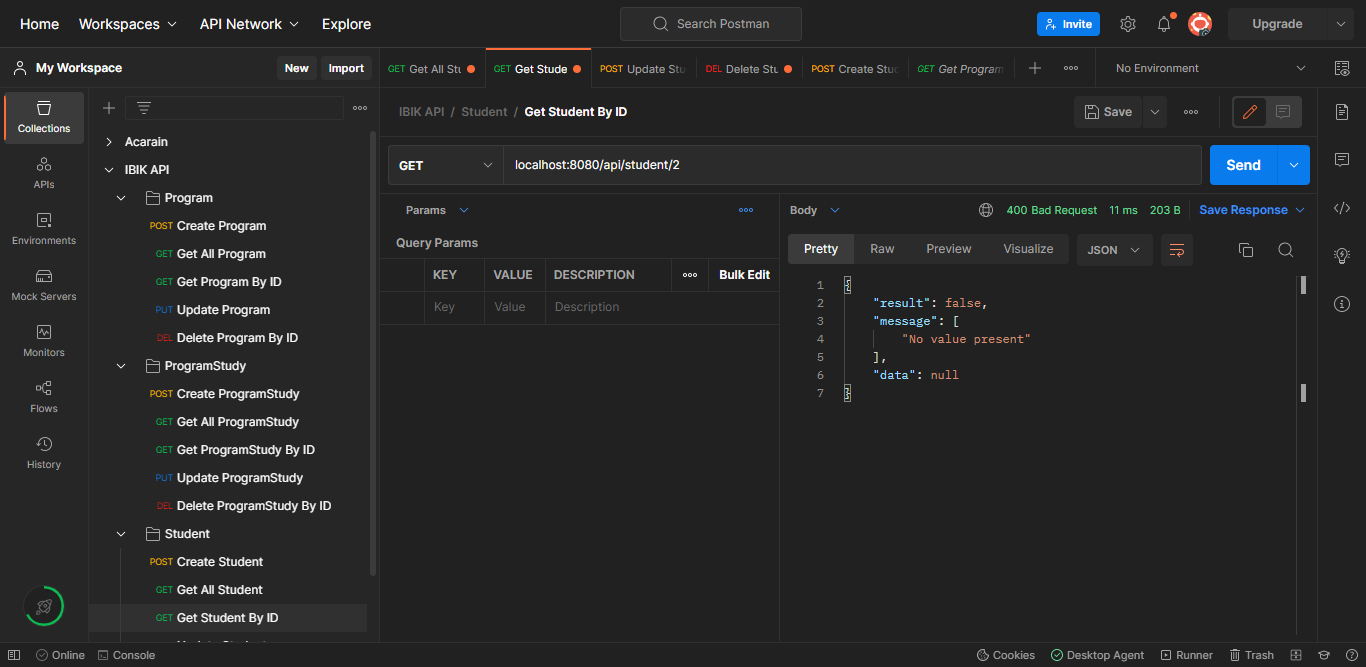 Home Workspaces API Network Explore Search Postman Invite Upgrade
My Workspace New Import
GET Get All Stu GET Get Stude POST Update Stu DEL Delete Stu POST Create Stud GET Get Program No Environment
Collections
APIs
Environments
Mock Servers
Monitors
Flows
History
Acarain
IBIK API
Program
POST Create Program
GET Get All Program
GET Get Program By ID
PUT Update Program
DEL Delete Program By ID
ProgramStudy
POST Create ProgramStudy
GET Get All ProgramStudy
GET Get ProgramStudy By ID
PUT Update ProgramStudy
DEL Delete ProgramStudy By ID
Student
POST Create Student
GET Get All Student
GET Get Student By ID
IBIK API / Student / Get Student By ID Save
GET localhost:8080/api/student/2 Send
Params
Query Params
KEY VALUE DESCRIPTION Bulk Edit
Key Value Description
Body 400 Bad Request 11 ms 203 B Save Response
Pretty Raw Preview Visualize JSON
1 {
2 "result": false,
3 "message": [
4 "No value present"
5 ],
6 "data": null
7 }
Online Console Cookies Desktop Agent Runner Trash